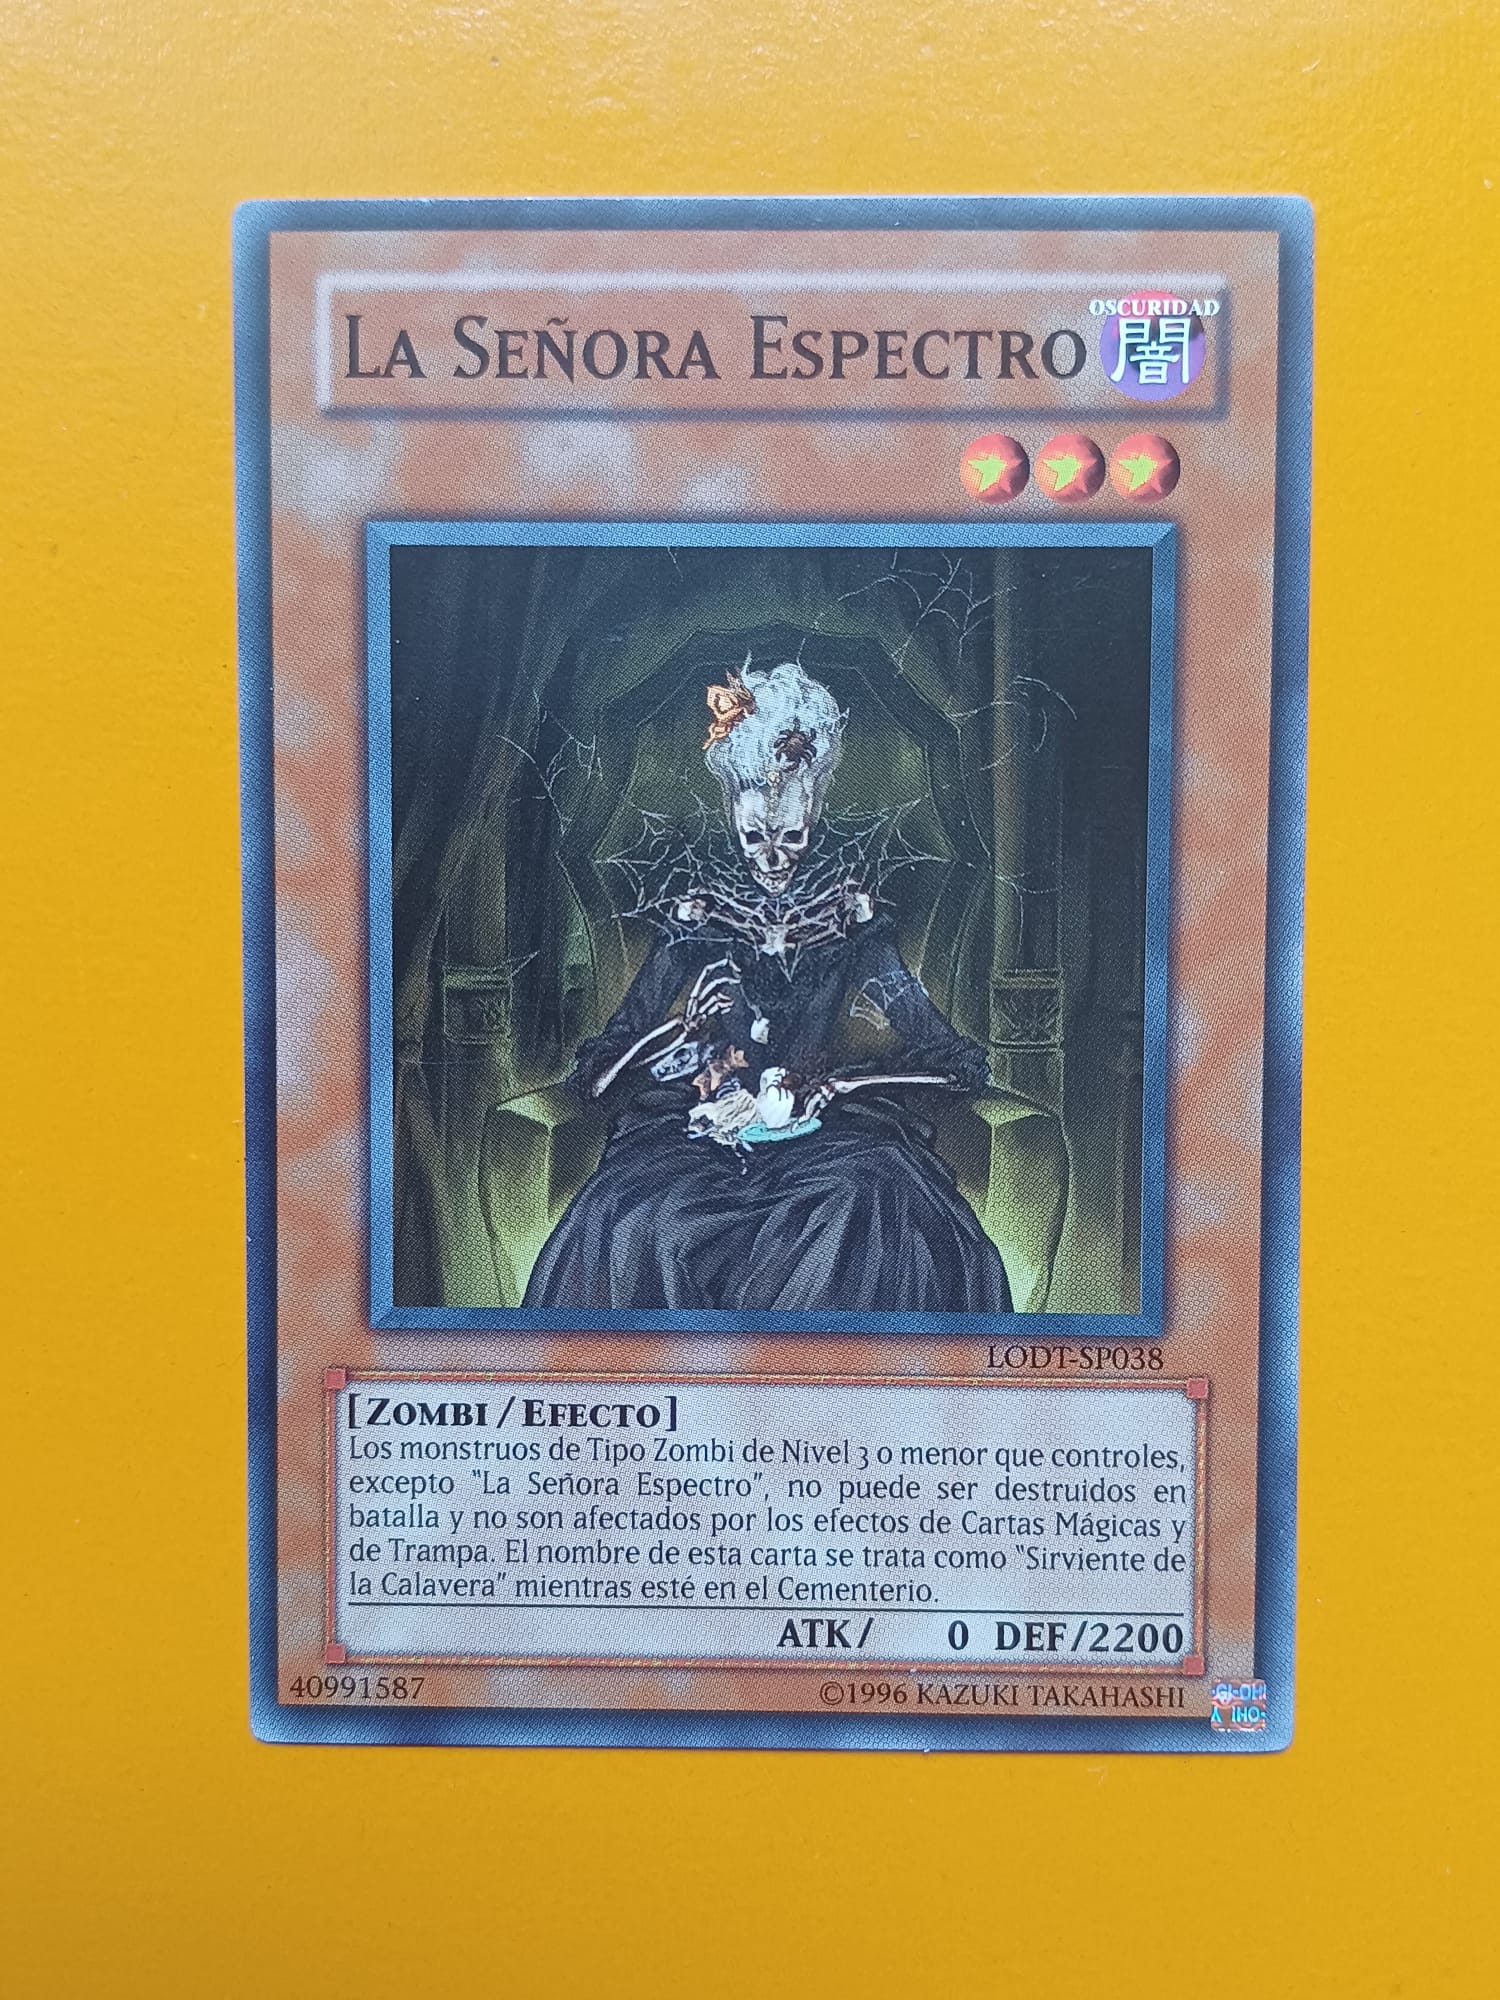 LA SEÑORA ESPECTRO
OSCURIDAD
闇
LODT-SP038
[ZOMBI/EFECTO]
Los monstruos de Tipo Zombi de Nivel 3 o menor que controles,
excepto "La Señora Espectro", no puede ser destruidos en
batalla y no son afectados por los efectos de Cartas Mágicas y
de Trampa. El nombre de esta carta se trata como "Sirviente de
la Calavera" mientras esté en el Cementerio.
ATK/ 0 DEF/2200
40991587
©1996 KAZUKI TAKAHASHI